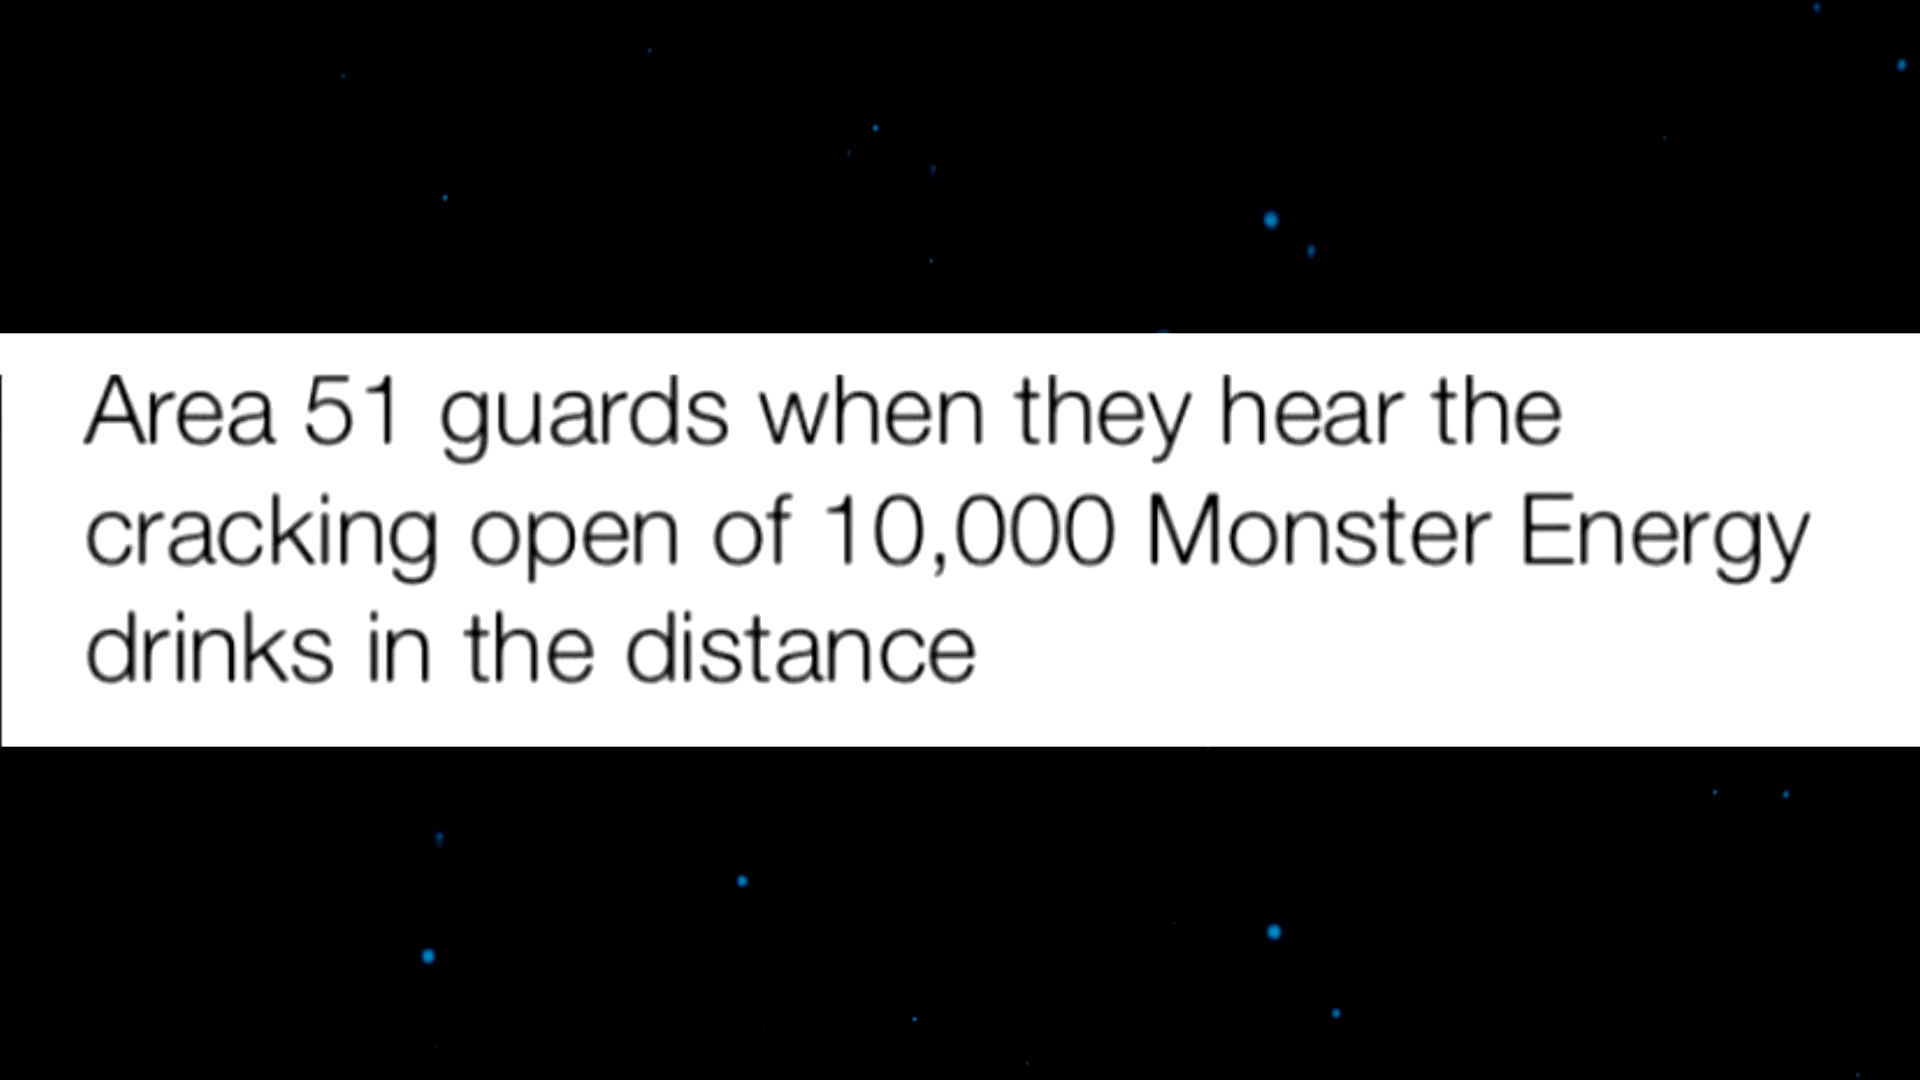 Area 51 guards when they hear the
cracking open of 10,000 Monster Energy
drinks in the distance